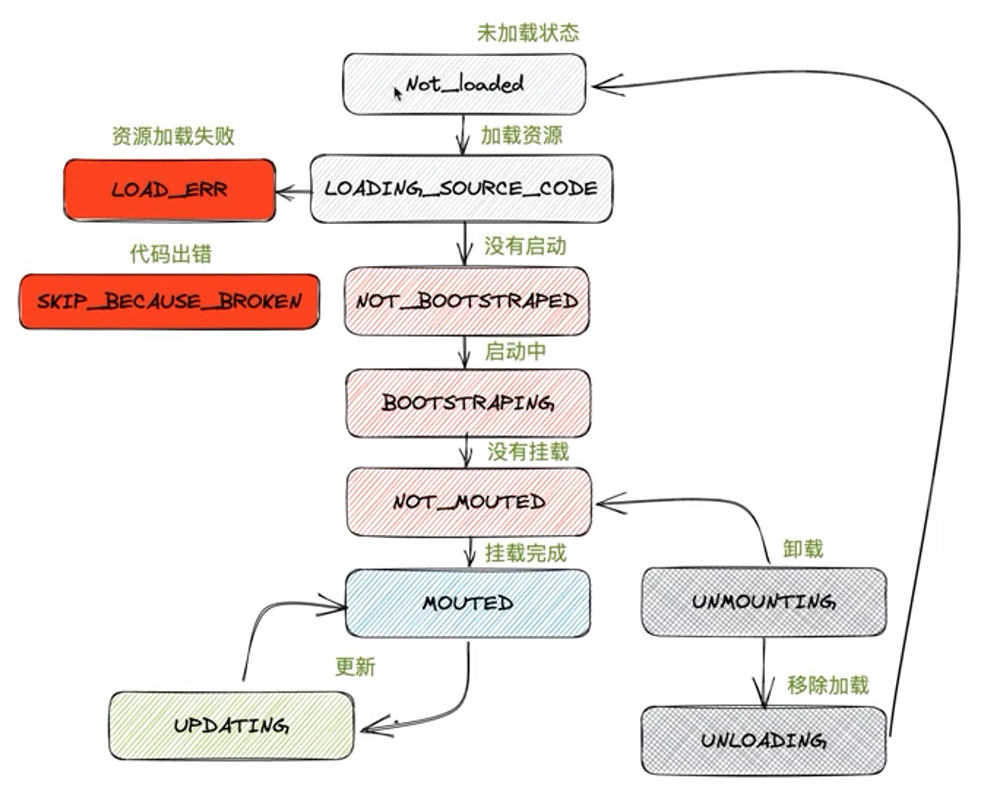 未加载状态
Not_loaded
加载资源
资源加载失败
LOAD_ERR
LOADING_SOURCE_CODE
代码出错
没有启动
SKIP_BECAUSE_BROKEN
NOT_BOOTSTRAPED
启动中
BOOTSTRAPING
没有挂载
NOT_MOUTED
挂载完成
卸载
MOUTED
UNMOUNTING
更新
移除加载
UPDATING
UNLOADING